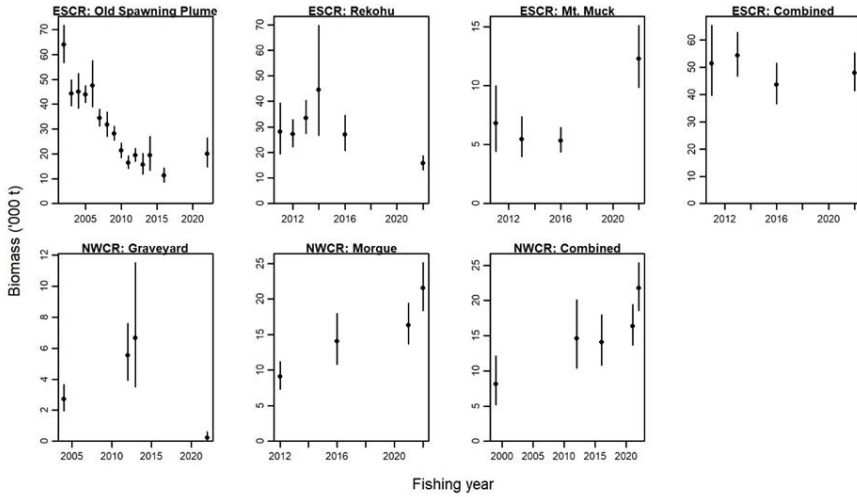 ESCR: Old Spawning Plume
ESCR: Rekohu
ESCR: Mt. Muck
ESCR: Combined
0 10 20 30 40 50 60 70
2005 2010 2015 2020
0 10 20 30 40 50 60 70
2012 2016 2020
0 5 10 15
2012 2016 2020
0 10 20 30 40 50 60
2012 2016 2020
Biomass ('000 t)
NWCR: Graveyard
NWCR: Morgue
NWCR: Combined
0 2 4 6 8 10 12
2005 2010 2015 2020
0 5 10 15 20 25
2012 2016 2020
0 5 10 15 20 25
2000 2005 2010 2015 2020
Fishing year